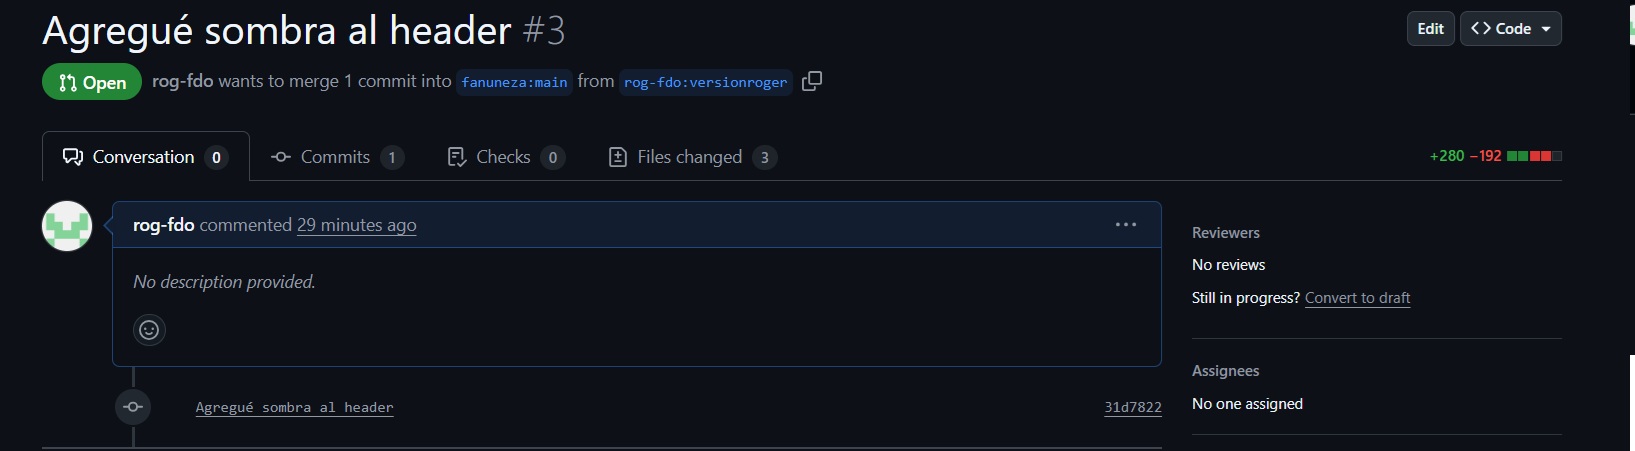 Agregué sombra al header #3
Edit
<> Code
Open
rog-fdo wants to merge 1 commit into fanuneza:main from rog-fdo:versionroger
Conversation 0
Commits 1
Checks 0
Files changed 3
+280 −192
rog-fdo commented 29 minutes ago
...
No description provided.
Agregué sombra al header
31d7822
Reviewers
No reviews
Still in progress? Convert to draft
Assignees
No one assigned